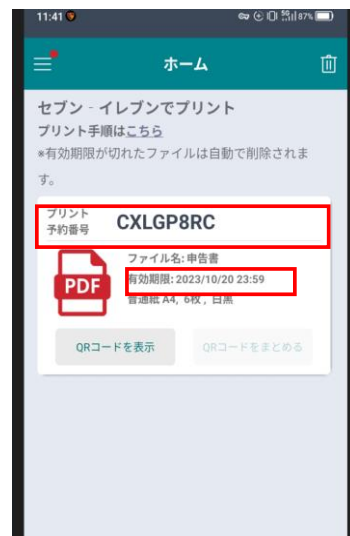 11:41 87%
ホーム
セブン‐イレブンでプリント
プリント手順はこちら
*有効期限が切れたファイルは自動で削除されま
す。
プリント
予約番号 CXLGP8RC
PDF
ファイル名: 申告書
有効期限: 2023/10/20 23:59
普通紙 A4, 6枚 , 白黒
QRコードを表示 QRコードをまとめる